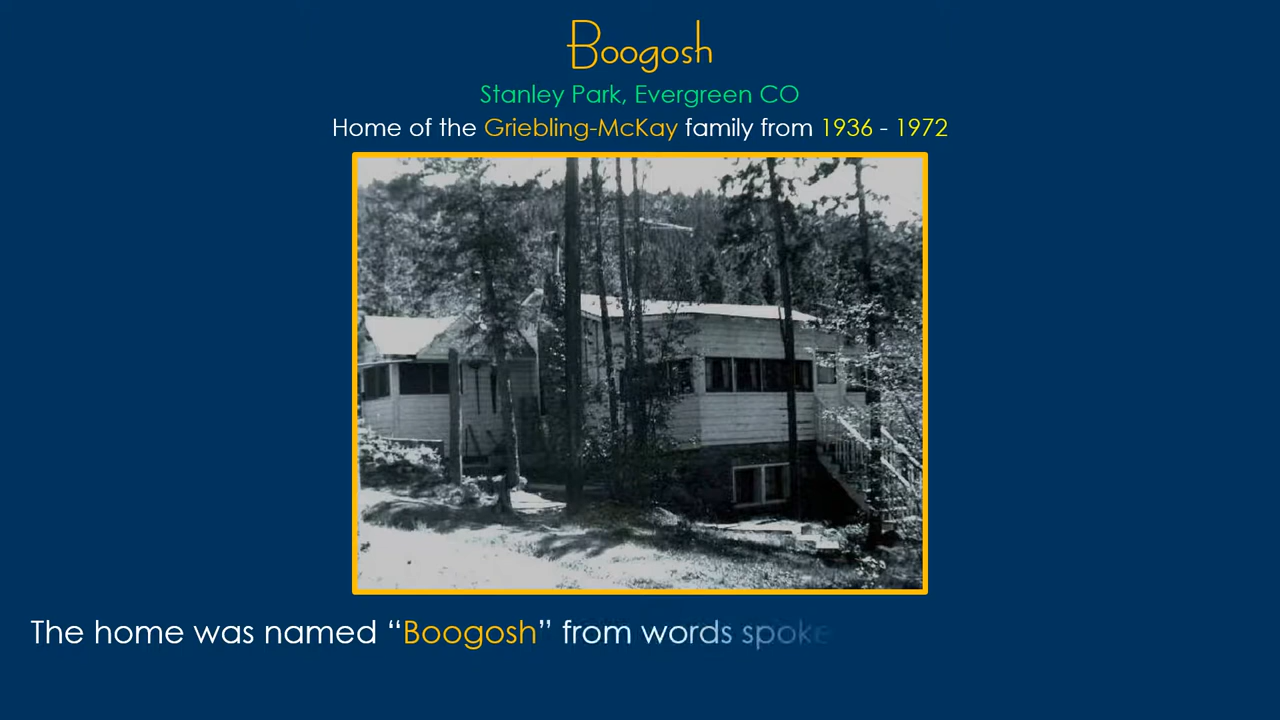 Boogosh
Stanley Park, Evergreen CO
Home of the Griebling-McKay family from 1936 - 1972
The home was named “Boogosh” from words